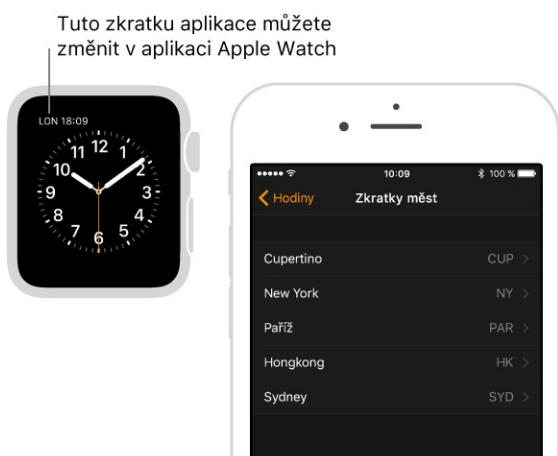 Tuto zkratku aplikace můžete
změnit v aplikaci Apple Watch
LON 18:09
11 12 1
10 2
9 3
8 4
7 6 5
10:09 100 %
Hodiny Zkratky měst
Cupertino CUP
New York NY
Paříž PAR
Hongkong HK
Sydney SYD